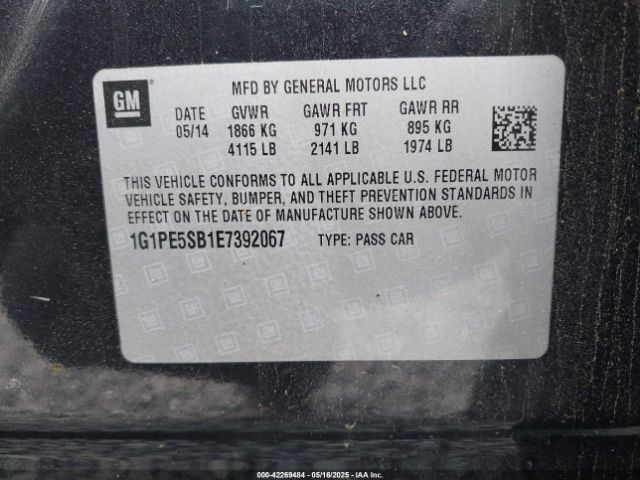 GM
MFD BY GENERAL MOTORS LLC
DATE GVWR GAWR FRT GAWR RR
05/14 1866 KG 971 KG 895 KG
4115 LB 2141 LB 1974 LB
THIS VEHICLE CONFORMS TO ALL APPLICABLE U.S. FEDERAL MOTOR
VEHICLE SAFETY, BUMPER, AND THEFT PREVENTION STANDARDS IN
EFFECT ON THE DATE OF MANUFACTURE SHOWN ABOVE.
1G1PE5SB1E7392067 TYPE: PASS CAR
000-42269484 - 05/16/2025 - IAA Inc.